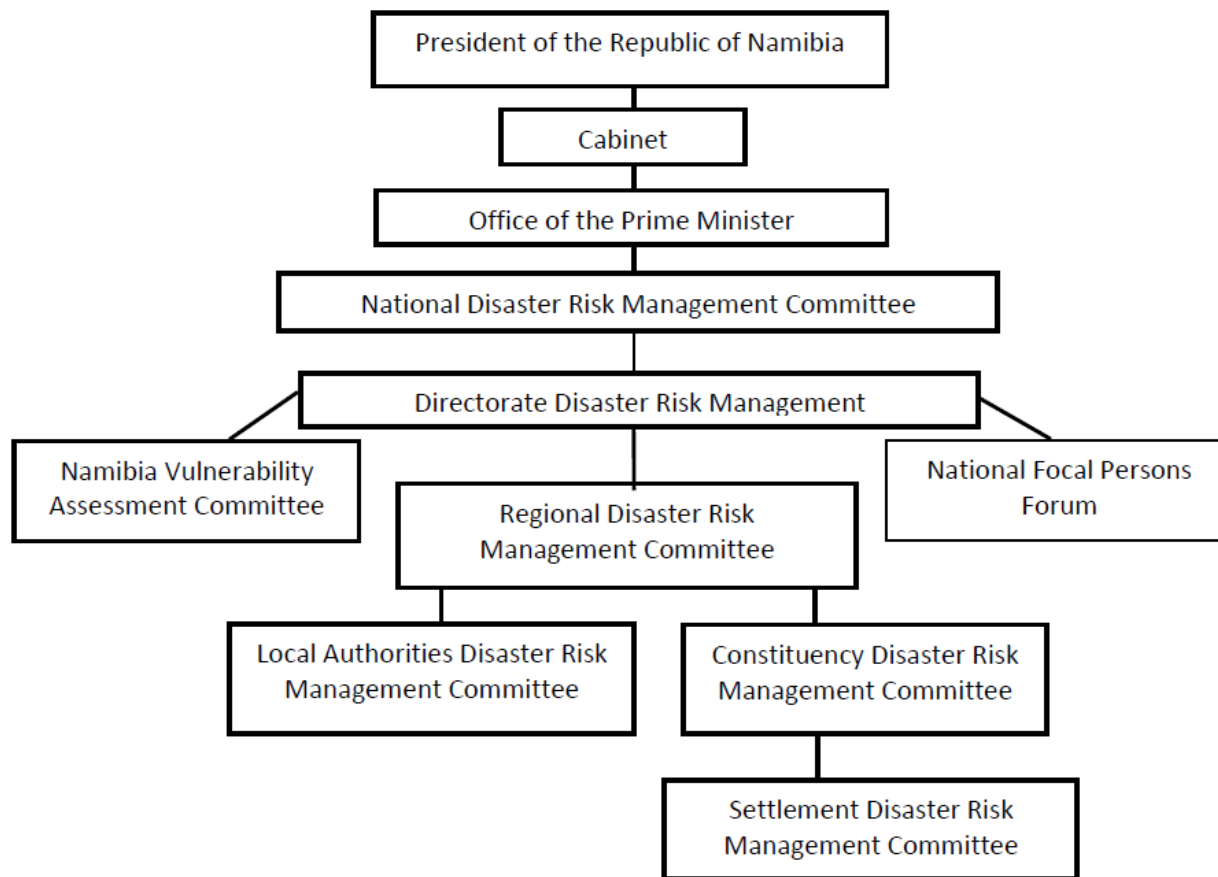 President of the Republic of Namibia
Cabinet
Office of the Prime Minister
National Disaster Risk Management Committee
Directorate Disaster Risk Management
Namibia Vulnerability
Assessment Committee
National Focal Persons
Forum
Regional Disaster Risk
Management Committee
Local Authorities Disaster Risk
Management Committee
Constituency Disaster Risk
Management Committee
Settlement Disaster Risk
Management Committee